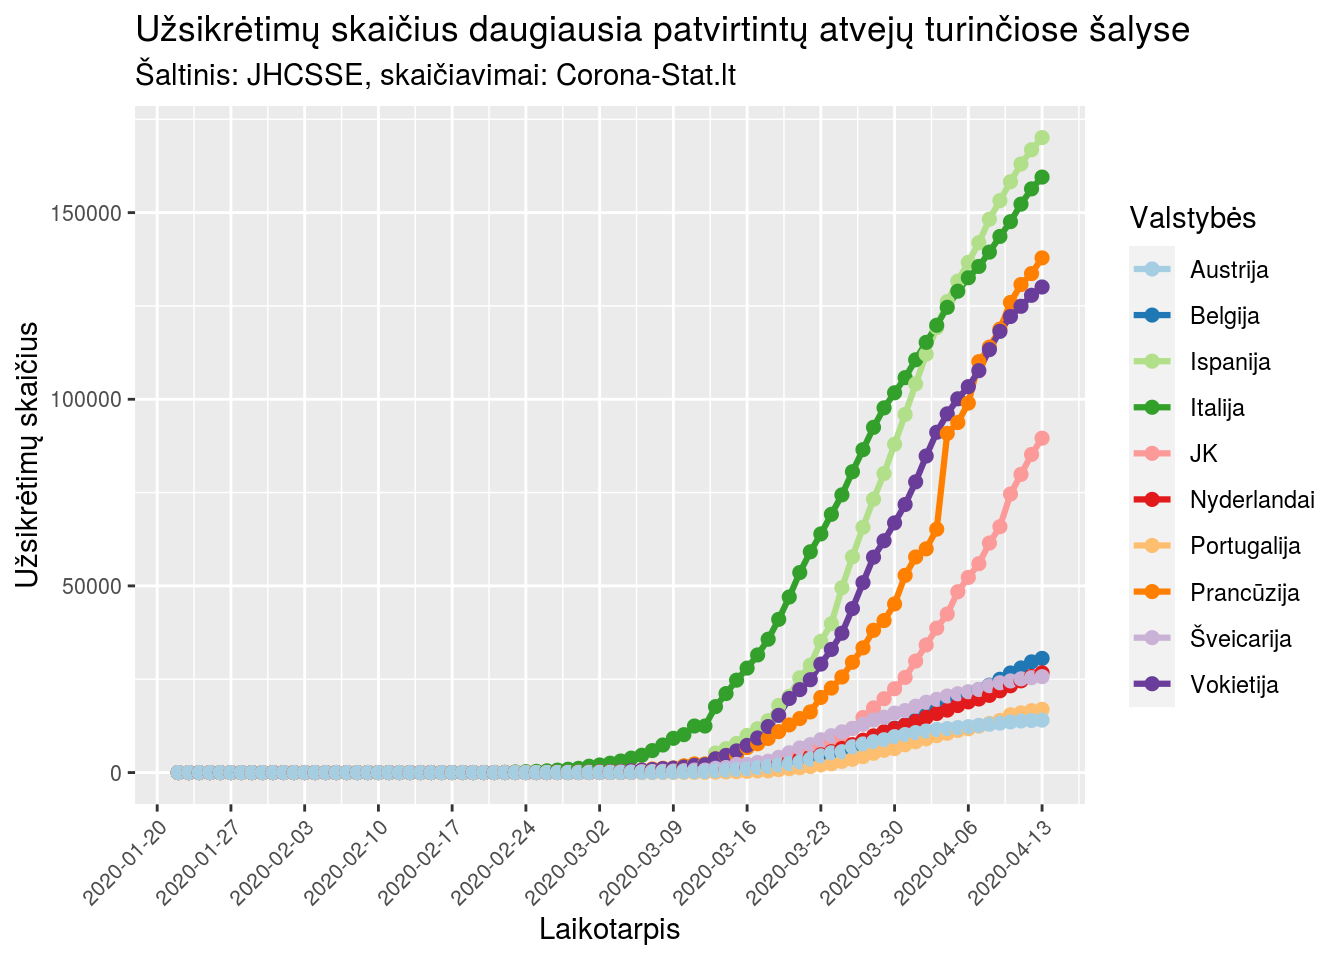 Užsikrėtimų skaičius daugiausia patvirtintų atvejų turinčiose šalyse
Šaltinis: JHCSSE, skaičiavimai: Corona-Stat.lt
Užsikrėtimų skaičius
150000
100000
50000
0
2020-01-20
2020-01-27
2020-02-03
2020-02-10
2020-02-17
2020-02-24
2020-03-02
2020-03-09
2020-03-16
2020-03-23
2020-03-30
2020-04-06
2020-04-13
Laikotarpis
Valstybės
Austrija
Belgija
Ispanija
Italija
JK
Nyderlandai
Portugalija
Prancūzija
Šveicarija
Vokietija